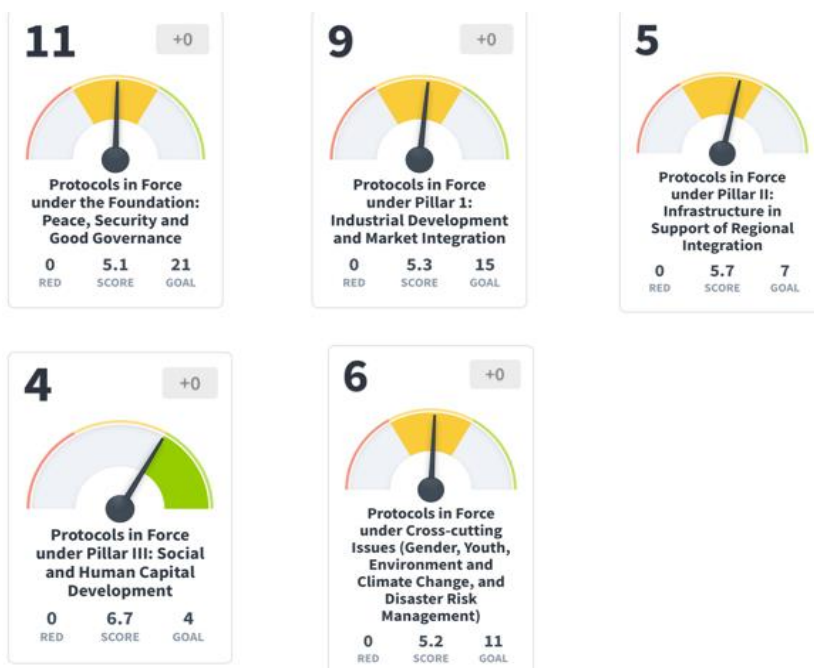 11
+0
Protocols in Force
under the Foundation:
Peace, Security and
Good Governance
0 5.1 21
RED SCORE GOAL
9
+0
Protocols in Force
under Pillar 1:
Industrial Development
and Market Integration
0 5.3 15
RED SCORE GOAL
5
Protocols in Force
under Pillar II:
Infrastructure in
Support of Regional
Integration
0 5.7 7
RED SCORE GOAL
4
+0
Protocols in Force
under Pillar III: Social
and Human Capital
Development
0 6.7 4
RED SCORE GOAL
6
+0
Protocols in Force
under Cross-cutting
Issues (Gender, Youth,
Environment and
Climate Change, and
Disaster Risk
Management)
0 5.2 11
RED SCORE GOAL